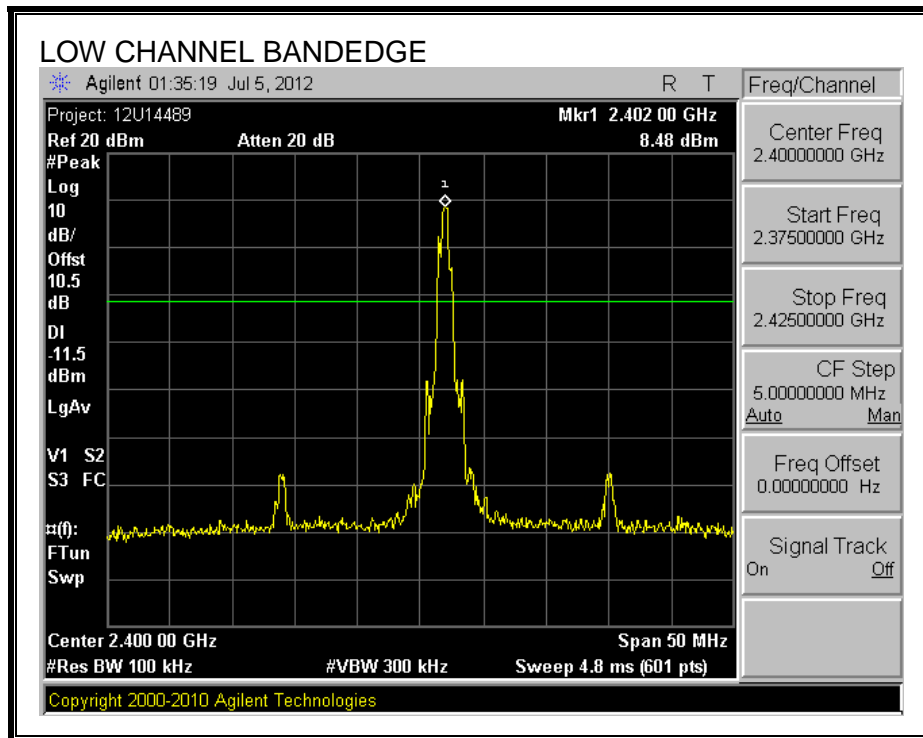 LOW CHANNEL BANDEDGE
Agilent 01:35:19 Jul 5, 2012 R T
Project: 12U14489 Mkr1 2.402 00 GHz
Ref 20 dBm Atten 20 dB 8.48 dBm
#Peak
Log
10
dB/
Offst
10.5
dB
DI
-11.5
dBm
LgAv
V1 S2
S3 FC
¤(f):
FTun
Swp
1
Center 2.400 00 GHz Span 50 MHz
#Res BW 100 kHz #VBW 300 kHz Sweep 4.8 ms (601 pts)
Copyright 2000-2010 Agilent Technologies
Freq/Channel
Center Freq
2.40000000 GHz
Start Freq
2.37500000 GHz
Stop Freq
2.42500000 GHz
CF Step
5.00000000 MHz
Auto Man
Freq Offset
0.00000000 Hz
Signal Track
On Off